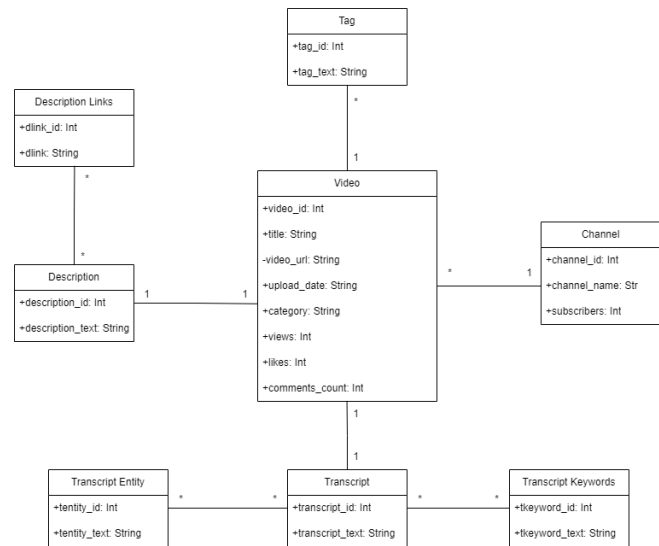 Tag
+tag_id: Int
+tag_text: String
*
1
Description Links
+dlink_id: Int
+dlink: String
*
*
Description
+description_id: Int
+description_text: String
1
1
Video
+video_id: Int
+title: String
-video_url: String
+upload_date: String
+category: String
+views: Int
+likes: Int
+comments_count: Int
*
1
Channel
+channel_id: Int
+channel_name: Str
+subscribers: Int
1
1
Transcript Entity
+tentity_id: Int
+tentity_text: String
*
*
Transcript
+transcript_id: Int
+transcript_text: String
*
*
Transcript Keywords
+tkeyword_id: Int
+tkeyword_text: String